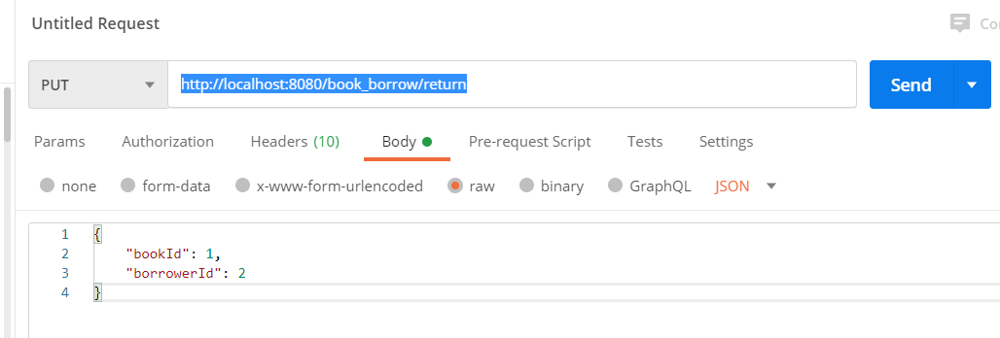 Untitled Request
Co
PUT http://localhost:8080/book_borrow/return Send
Params Authorization Headers (10) Body Pre-request Script Tests Settings
none form-data x-www-form-urlencoded raw binary GraphQL JSON
1 {
2 "bookId": 1,
3 "borrowerId": 2
4 }